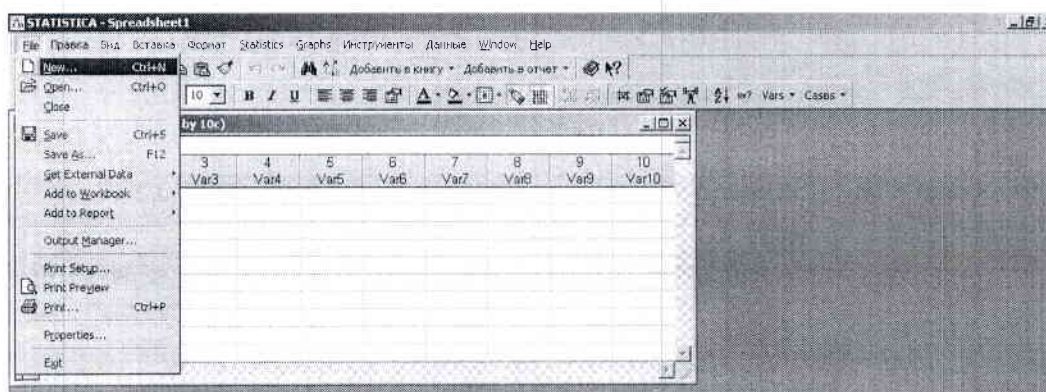 STATISTICA - Spreadsheet1
File Правка Вид Вставка Формат Statistics Graphs Инструменты Данные Window Help
New... Ctrl+N
Добавить в книгу Добавить в отчет
Open... Ctrl+O
10 B I U A Vars Cases
Close
by 10c)
Save Ctrl+S
Save As... F12
3 4 5 6 7 8 9 10
Get External Data
Var3 Var4 Var5 Var6 Var7 Var8 Var9 Var10
Add to Workbook
Add to Report
Output Manager...
Print Setup...
Print Preview
Print... Ctrl+P
Properties...
Exit